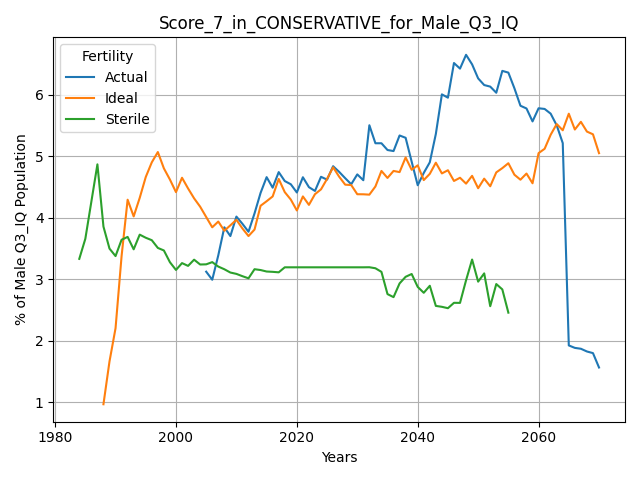 Score_7_in_CONSERVATIVE_for_Male_Q3_IQ
Fertility
Actual
Ideal
Sterile
% of Male Q3_IQ Population
6
5
4
3
2
1
1980 2000 2020 2040 2060
Years